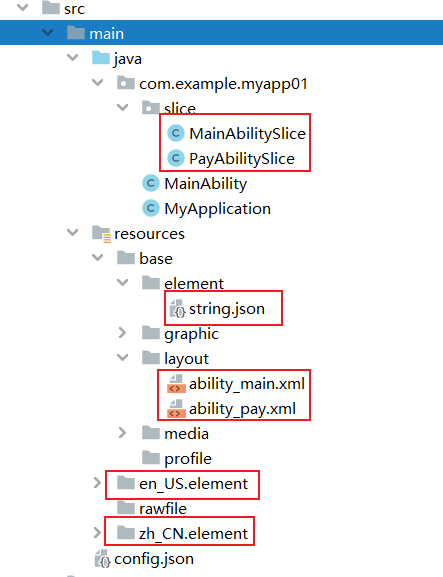 src
main
java
com.example.myapp01
slice
MainAbilitySlice
PayAbilitySlice
MainAbility
MyApplication
resources
base
element
string.json
graphic
layout
ability_main.xml
ability_pay.xml
media
profile
en_US.element
rawfile
zh_CN.element
config.json